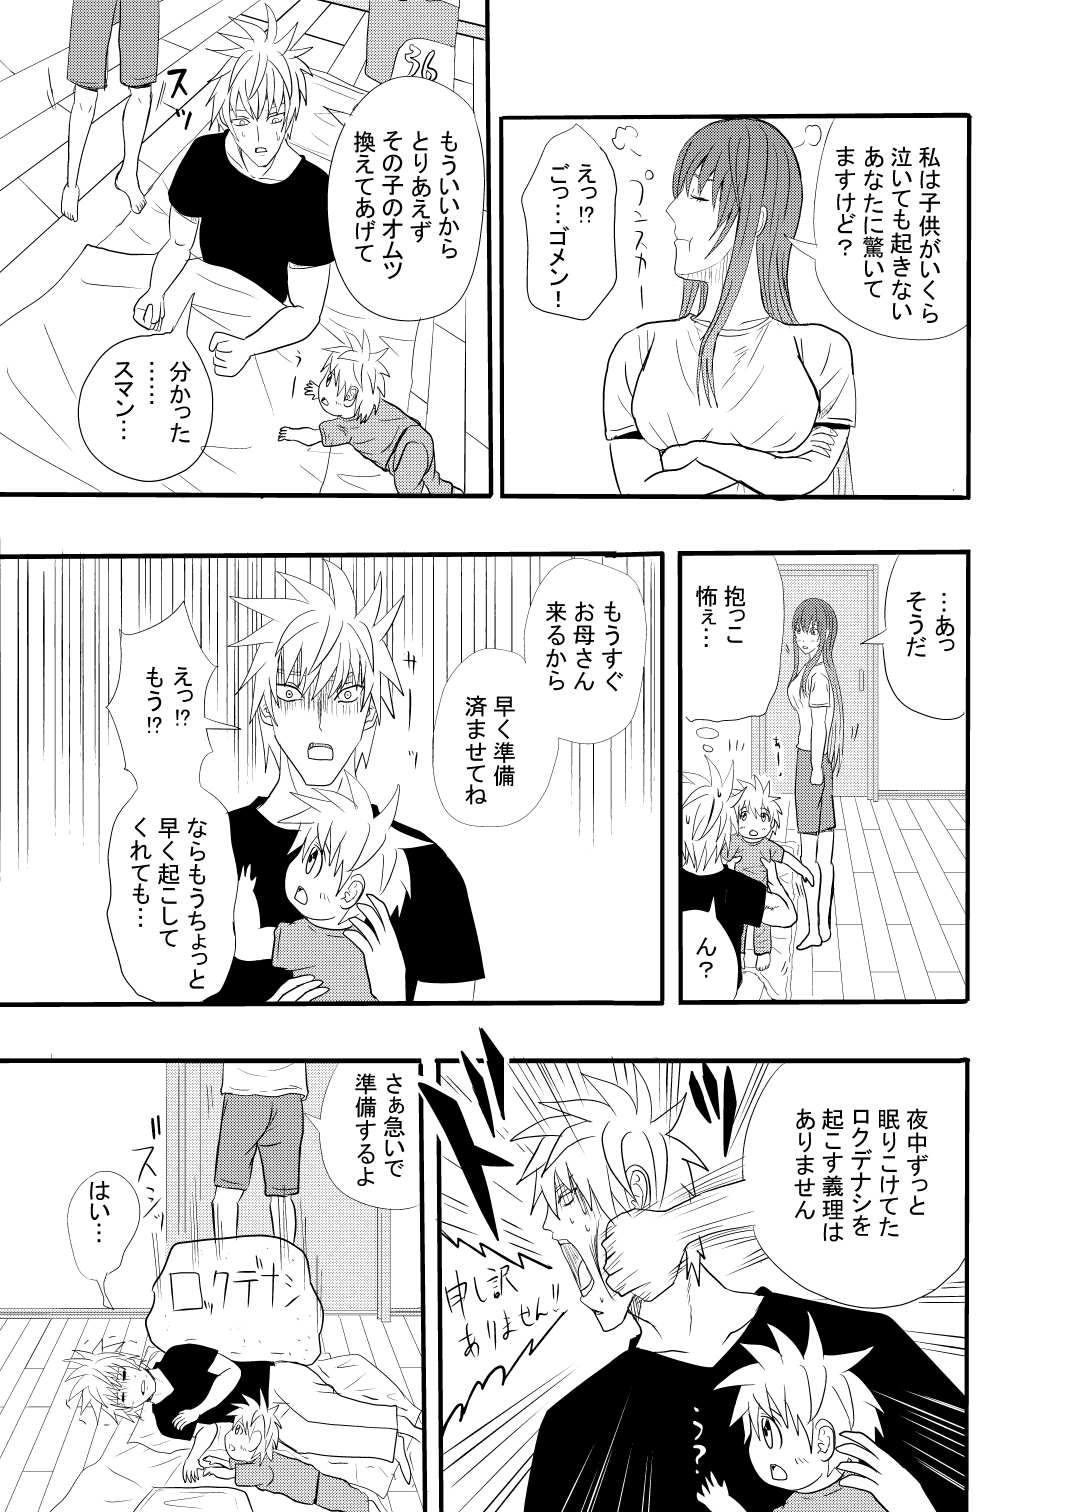 私は子供がいくら
泣いても起きない
あなたに驚いて
ますけど?
フンスカー
えっ!?
ごっ…ゴメン!
36
もういいから
とりあえず
その子のオムツ
換えてあげて
スッ
分かった
……
スマン…
…あっ
そうだ
抱っこ
怖ぇ…
あー
ん?
もうすぐ
お母さん
来るから
早く準備
済ませてね
えっ!?
もう!?
ならもうちょっと
早く起こして
くれても…
夜中ずっと
眠りこけてた
ロクデナシを
起こす義理は
ありません
申し訳
ありません!!
う?
さぁ急いで
準備するよ
ズシ
ロクデナシ
はい…